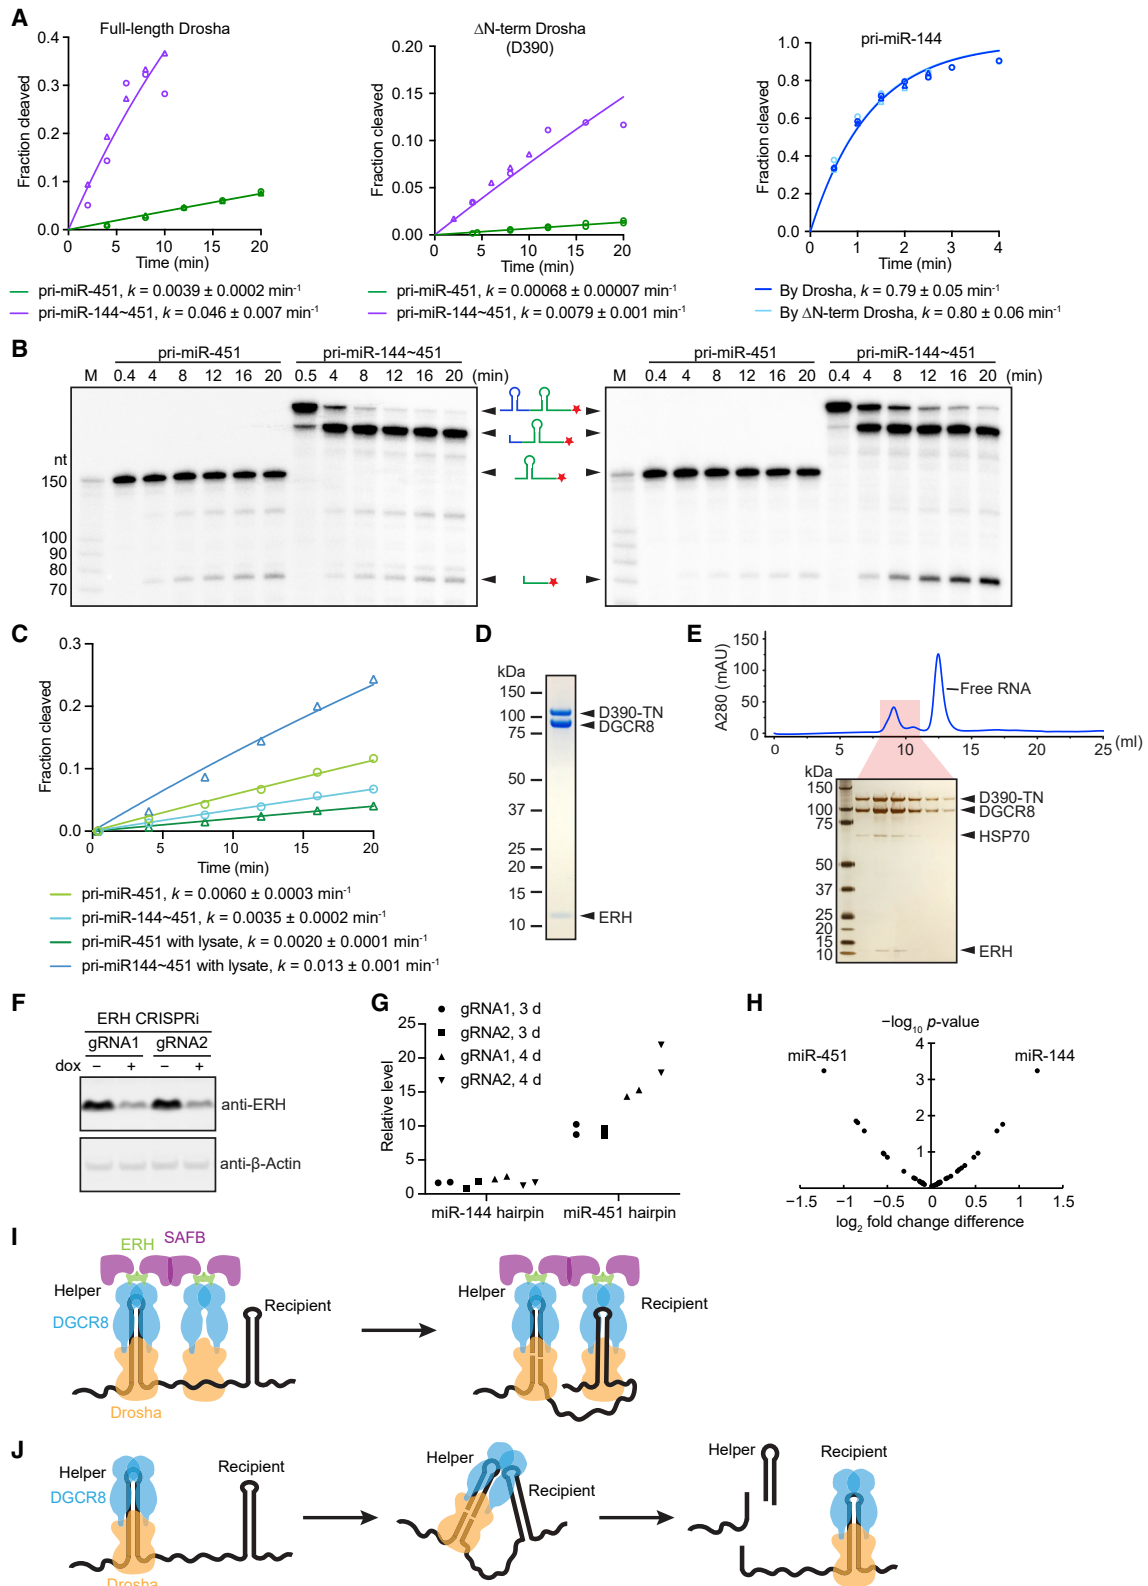 A
Full-length Drosha
Fraction cleaved
0.4
0.3
0.2
0.1
0.0
0 5 10 15 20
Time (min)
pri-miR-451, k = 0.0039 ± 0.0002 min-1
pri-miR-144~451, k = 0.046 ± 0.007 min-1
ΔN-term Drosha
(D390)
Fraction cleaved
0.20
0.15
0.10
0.05
0.00
0 5 10 15 20
Time (min)
pri-miR-451, k = 0.00068 ± 0.00007 min-1
pri-miR-144~451, k = 0.0079 ± 0.001 min-1
pri-miR-144
Fraction cleaved
1.0
0.8
0.6
0.4
0.2
0.0
0 1 2 3 4
Time (min)
By Drosha, k = 0.79 ± 0.05 min-1
By ΔN-term Drosha, k = 0.80 ± 0.06 min-1
B
pri-miR-451 pri-miR-144~451
M 0.4 4 8 12 16 20 0.5 4 8 12 16 20 (min)
nt
150
100
90
80
70
pri-miR-451 pri-miR-144~451
M 0.4 4 8 12 16 20 0.4 4 8 12 16 20 (min)
C
Fraction cleaved
0.3
0.2
0.1
0.0
0 5 10 15 20
Time (min)
pri-miR-451, k = 0.0060 ± 0.0003 min-1
pri-miR-144~451, k = 0.0035 ± 0.0002 min-1
pri-miR-451 with lysate, k = 0.0020 ± 0.0001 min-1
pri-miR144~451 with lysate, k = 0.013 ± 0.001 min-1
D
kDa
150
100
75
50
37
25
20
15
10
D390-TN
DGCR8
ERH
E
A280 (mAU)
150
100
50
0
0 5 10 15 20 25 (ml)
Free RNA
kDa
150
100
75
50
37
25
20
15
10
D390-TN
DGCR8
HSP70
ERH
F
ERH CRISPRi
gRNA1 gRNA2
dox − + − +
anti-ERH
anti-β-Actin
G
Relative level
25
20
15
10
5
0
gRNA1, 3 d
gRNA2, 3 d
gRNA1, 4 d
gRNA2, 4 d
miR-144 hairpin miR-451 hairpin
H
−log10 p-value
4
3
2
1
miR-451
miR-144
−1.5 −1 −0.5 0 0.5 1 1.5
log2 fold change difference
I
ERH SAFB
Helper
DGCR8
Recipient
Drosha
Helper
Recipient
J
Helper
DGCR8
Recipient
Drosha
Helper
Recipient
Helper
Recipient